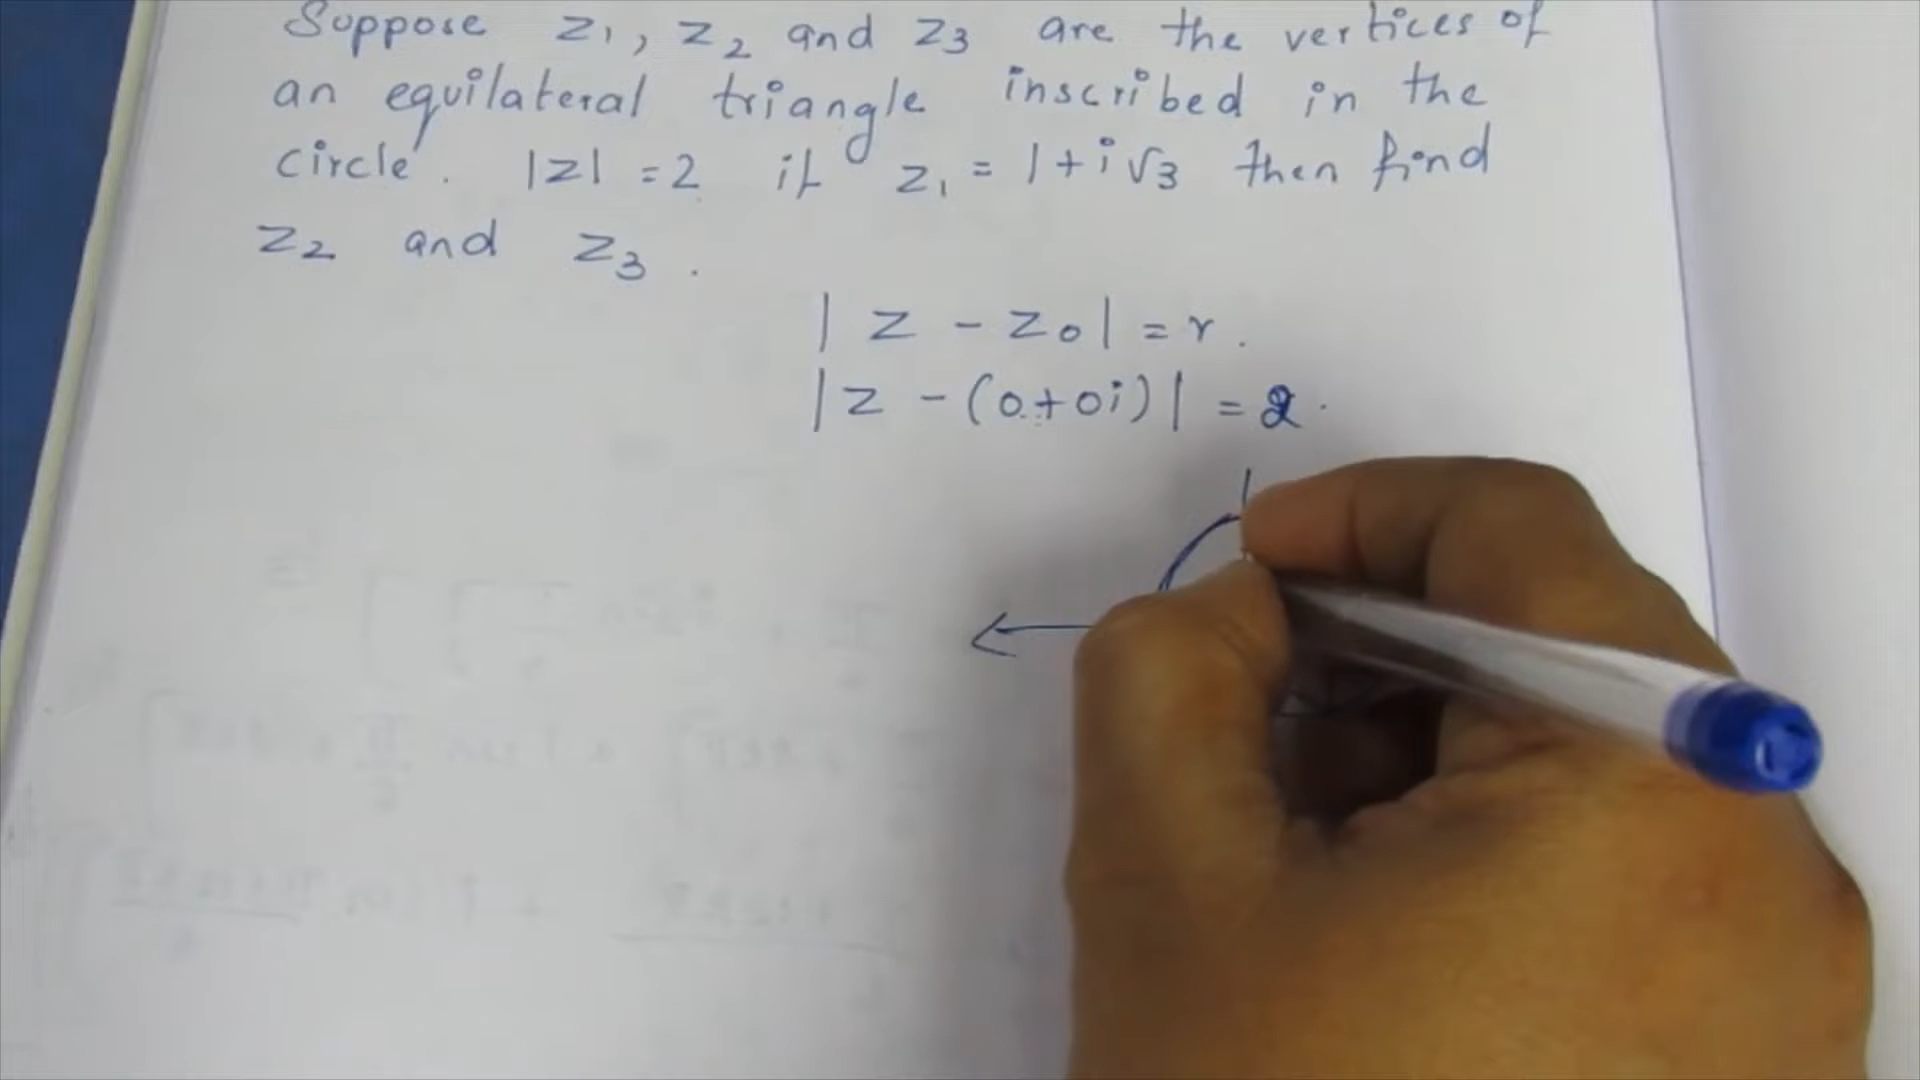 Suppose z₁, z₂ and z₃ are the vertices of
an equilateral triangle inscribed in the
circle. |z| = 2 if z₁ = 1 + i√3 then find
z₂ and z₃.
|z - z₀| = r.
|z - (0 + 0i)| = 2.